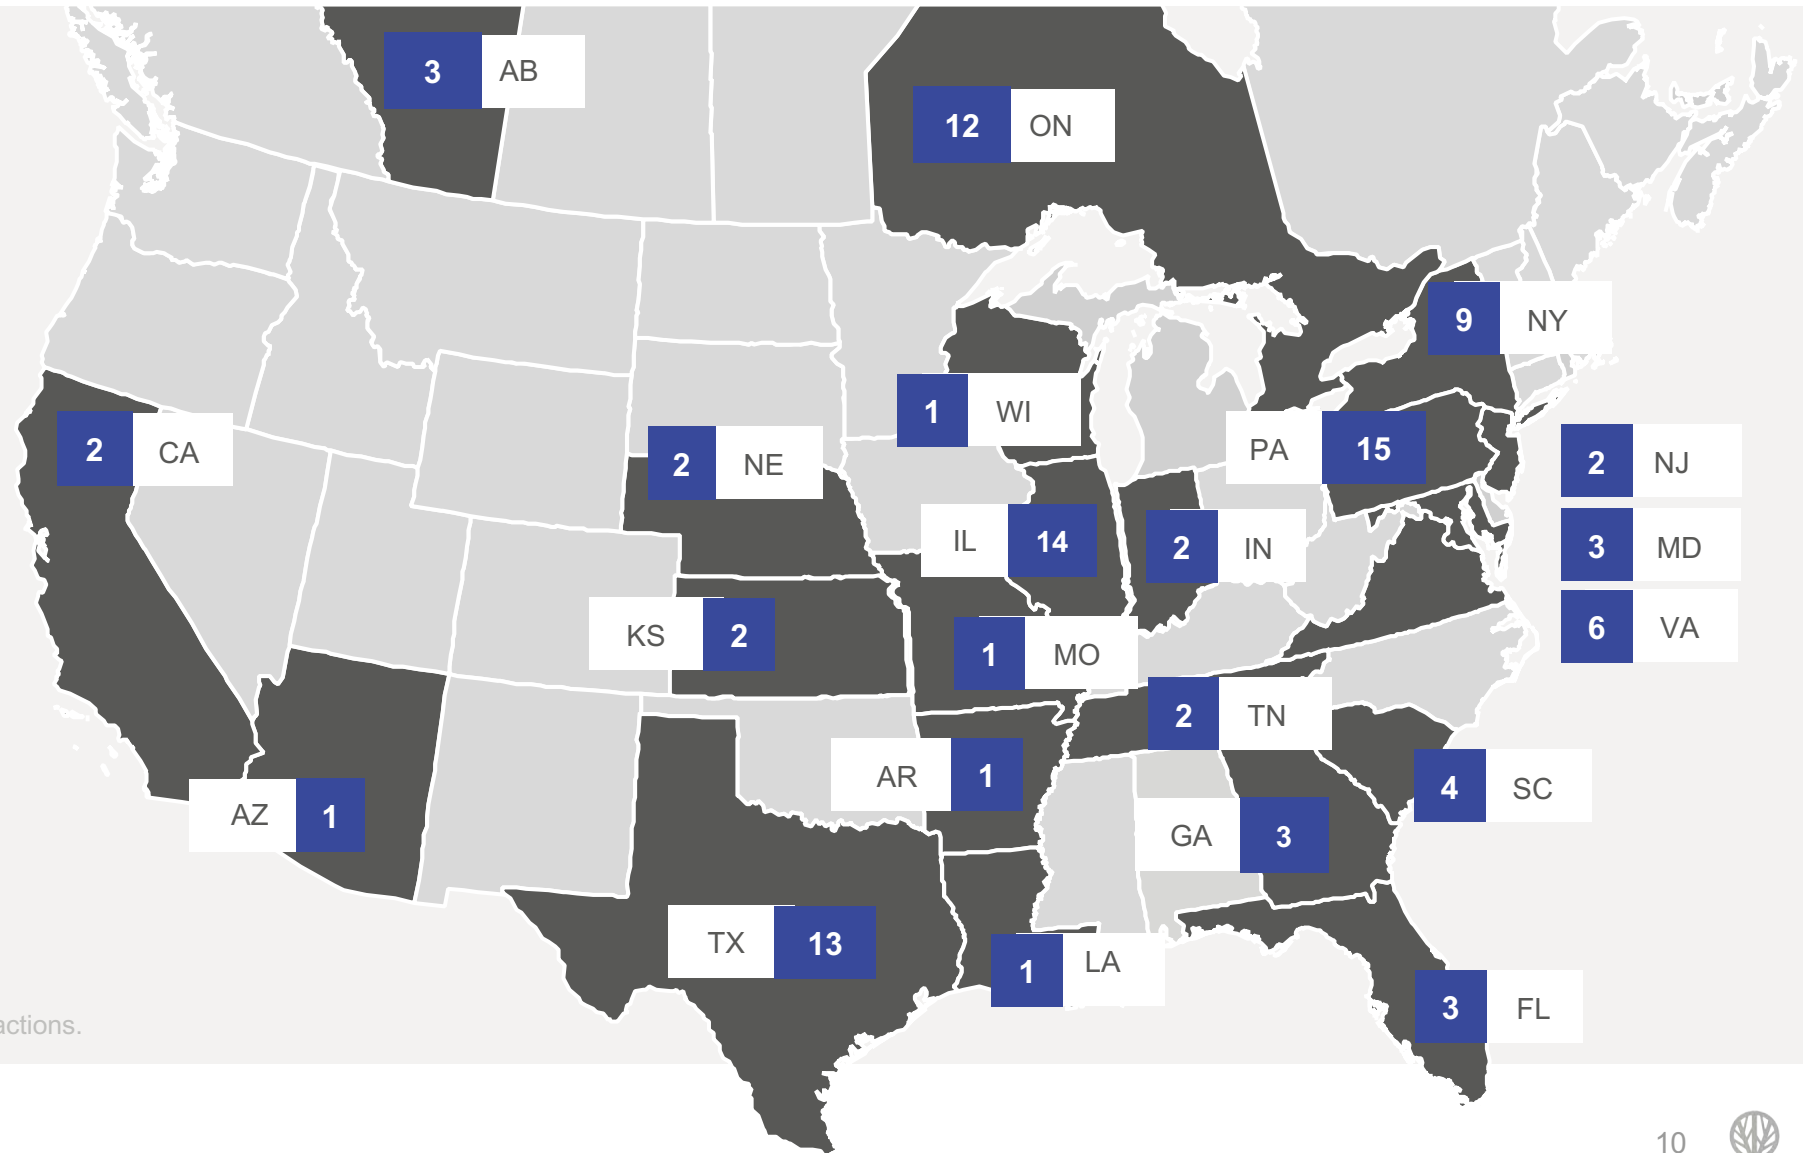 3 AB
12 ON
9 NY
1 WI
2 CA
PA 15
2 NE
2 NJ
IL 14
2 IN
3 MD
KS 2
1 MO
6 VA
2 TN
AR 1
4 SC
AZ 1
GA 3
TX 13
1 LA
3 FL
actions.
10